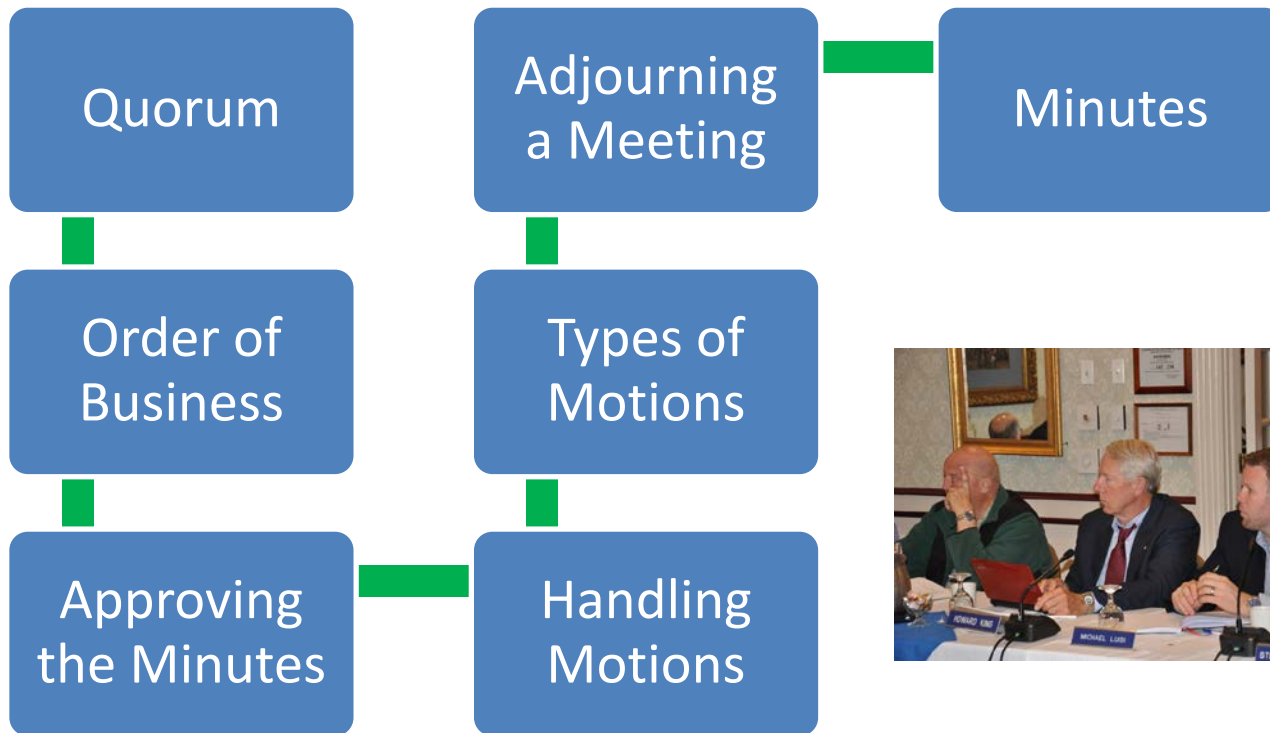 Quorum
Order of
Business
Approving
the Minutes
Handling
Motions
Types of
Motions
Adjourning
a Meeting
Minutes
HOWARD KING
MICHAEL LUISI